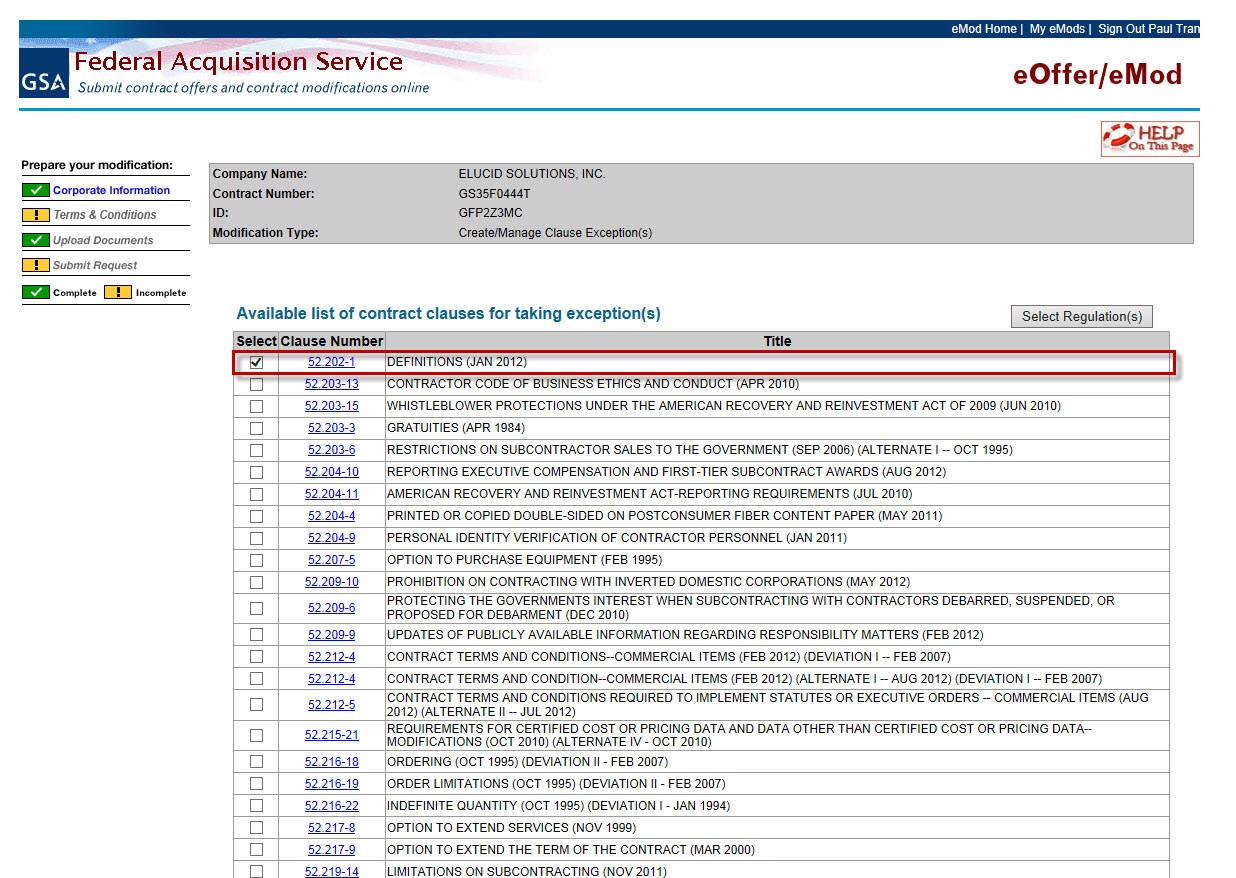 eMod Home | My eMods | Sign Out Paul Tran
GSA
Federal Acquisition Service
Submit contract offers and contract modifications online
eOffer/eMod
HELP
On This Page
Prepare your modification:
Corporate Information
Terms & Conditions
Upload Documents
Submit Request
Complete Incomplete
Company Name: ELUCID SOLUTIONS, INC.
Contract Number: GS35F0444T
ID: GFP2Z3MC
Modification Type: Create/Manage Clause Exception(s)
Available list of contract clauses for taking exception(s)
Select Regulation(s)
Select Clause Number Title
52.202-1 DEFINITIONS (JAN 2012)
52.203-13 CONTRACTOR CODE OF BUSINESS ETHICS AND CONDUCT (APR 2010)
52.203-15 WHISTLEBLOWER PROTECTIONS UNDER THE AMERICAN RECOVERY AND REINVESTMENT ACT OF 2009 (JUN 2010)
52.203-3 GRATUITIES (APR 1984)
52.203-6 RESTRICTIONS ON SUBCONTRACTOR SALES TO THE GOVERNMENT (SEP 2006) (ALTERNATE I -- OCT 1995)
52.204-10 REPORTING EXECUTIVE COMPENSATION AND FIRST-TIER SUBCONTRACT AWARDS (AUG 2012)
52.204-11 AMERICAN RECOVERY AND REINVESTMENT ACT-REPORTING REQUIREMENTS (JUL 2010)
52.204-4 PRINTED OR COPIED DOUBLE-SIDED ON POSTCONSUMER FIBER CONTENT PAPER (MAY 2011)
52.204-9 PERSONAL IDENTITY VERIFICATION OF CONTRACTOR PERSONNEL (JAN 2011)
52.207-5 OPTION TO PURCHASE EQUIPMENT (FEB 1995)
52.209-10 PROHIBITION ON CONTRACTING WITH INVERTED DOMESTIC CORPORATIONS (MAY 2012)
52.209-6 PROTECTING THE GOVERNMENTS INTEREST WHEN SUBCONTRACTING WITH CONTRACTORS DEBARRED, SUSPENDED, OR
PROPOSED FOR DEBARMENT (DEC 2010)
52.209-9 UPDATES OF PUBLICLY AVAILABLE INFORMATION REGARDING RESPONSIBILITY MATTERS (FEB 2012)
52.212-4 CONTRACT TERMS AND CONDITIONS--COMMERCIAL ITEMS (FEB 2012) (DEVIATION I -- FEB 2007)
52.212-4 CONTRACT TERMS AND CONDITION--COMMERCIAL ITEMS (FEB 2012) (ALTERNATE I -- AUG 2012) (DEVIATION I -- FEB 2007)
52.212-5 CONTRACT TERMS AND CONDITIONS REQUIRED TO IMPLEMENT STATUTES OR EXECUTIVE ORDERS -- COMMERCIAL ITEMS (AUG
2012) (ALTERNATE II -- JUL 2012)
52.215-21 REQUIREMENTS FOR CERTIFIED COST OR PRICING DATA AND DATA OTHER THAN CERTIFIED COST OR PRICING DATA--
MODIFICATIONS (OCT 2010) (ALTERNATE IV - OCT 2010)
52.216-18 ORDERING (OCT 1995) (DEVIATION II - FEB 2007)
52.216-19 ORDER LIMITATIONS (OCT 1995) (DEVIATION II - FEB 2007)
52.216-22 INDEFINITE QUANTITY (OCT 1995) (DEVIATION I - JAN 1994)
52.217-8 OPTION TO EXTEND SERVICES (NOV 1999)
52.217-9 OPTION TO EXTEND THE TERM OF THE CONTRACT (MAR 2000)
52.219-14 LIMITATIONS ON SUBCONTRACTING (NOV 2011)